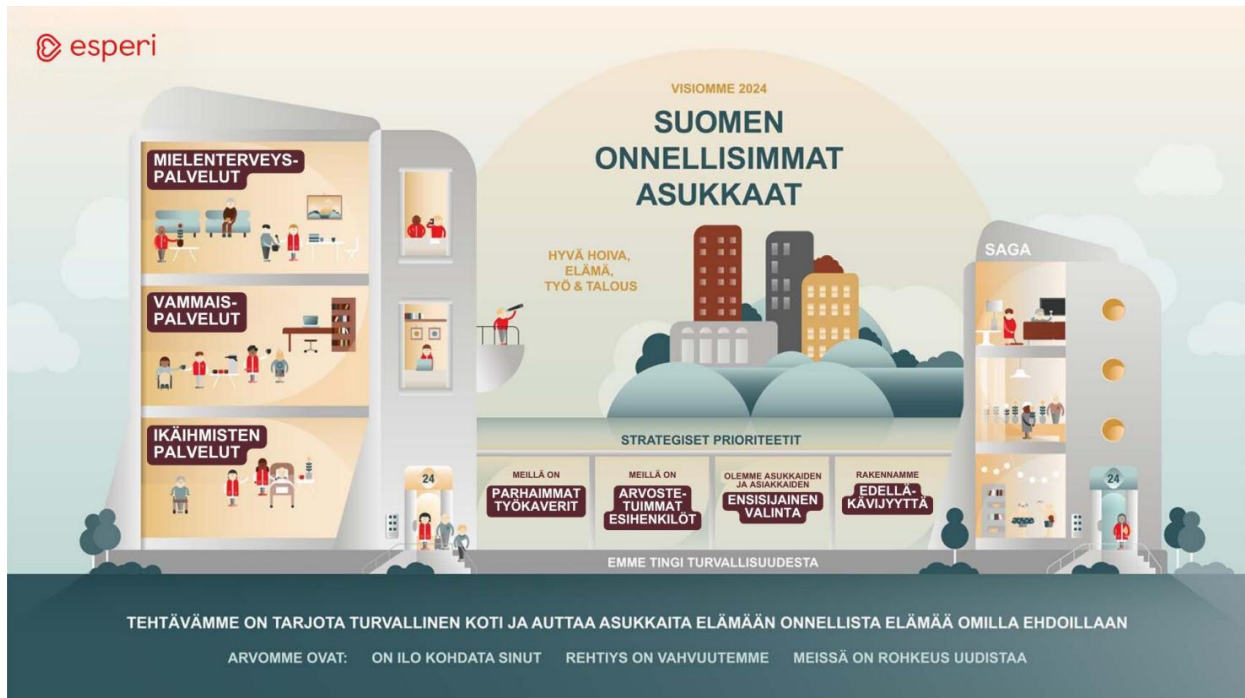 esperi
VISIOMME 2024
SUOMEN
ONNELLISIMMAT
ASUKKAAT
HYVÄ HOIVA,
ELÄMÄ,
TYÖ & TALOUS
MIELENTERVEYS-
PALVELUT
VAMMAIS-
PALVELUT
IKÄIHMISTEN
PALVELUT
24
SAGA
24
STRATEGISET PRIORITEETIT
MEILLÄ ON
PARHAIMMAT
TYÖKAVERIT
MEILLÄ ON
ARVOSTE-
TUIMMAT
ESIHENKILÖT
OLEMME ASUKKAIDEN
JA ASIAKKAIDEN
ENSISIJAINEN
VALINTA
RAKENNAMME
EDELLÄ-
KÄVIJYYTTÄ
EMME TINGI TURVALLISUUDESTA
TEHTÄVÄMME ON TARJOTA TURVALLINEN KOTI JA AUTTAA ASUKKAITA ELÄMÄÄN ONNELLISTA ELÄMÄÄ OMILLA EHDOILLAAN
ARVOMME OVAT: ON ILO KOHDATA SINUT REHTIYS ON VAHVUUTEMME MEISSÄ ON ROHKEUS UUDISTAA